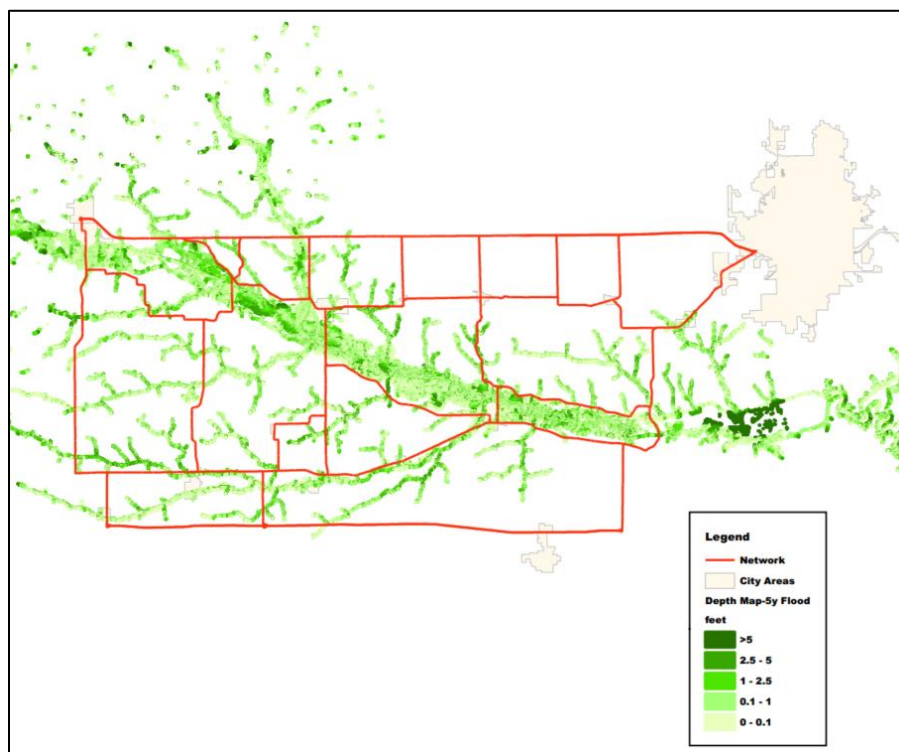 Legend
Network
City Areas
Depth Map-5y Flood
feet
>5
2.5 - 5
1 - 2.5
0.1 - 1
0 - 0.1